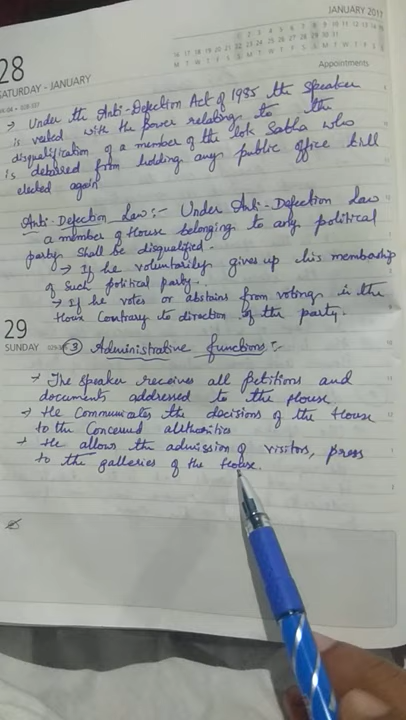 JANUARY 2011
Appointments
28
SATURDAY - JANUARY
→ Under the Anti-Defection Act of 1985 the Speaker
is vested with the power relating to the
disqualification of a member of the Lok Sabha who
is debared from holding any public office till
elected again
Anti-Defection Law :- Under Anti-Defection Law
a member of House belonging to any political
party shall be disqualified.
→ If he voluntarily gives up his membership
of such political party.
→ If he votes or abstains from voting in the
House contrary to direction of the party.
29
SUNDAY
③ Administrative functions :-
→ The Speaker receives all Petitions and
documents addressed to the House.
→ He Communicates the decisions of the House
to the Concerned authorities
→ He allows the admission of visitors, press
to the galleries of the House.